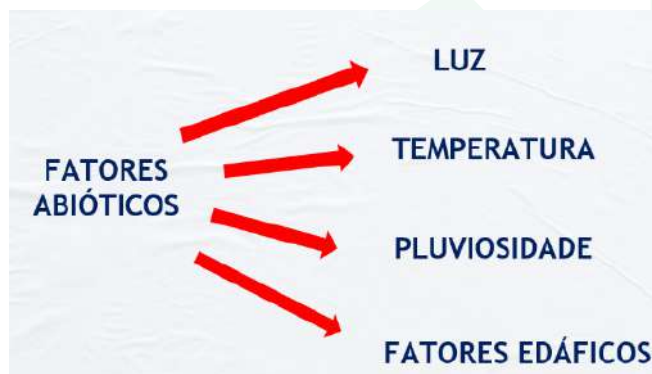 LUZ
TEMPERATURA
FATORES
ABIÓTICOS
PLUVIOSIDADE
FATORES EDÁFICOS